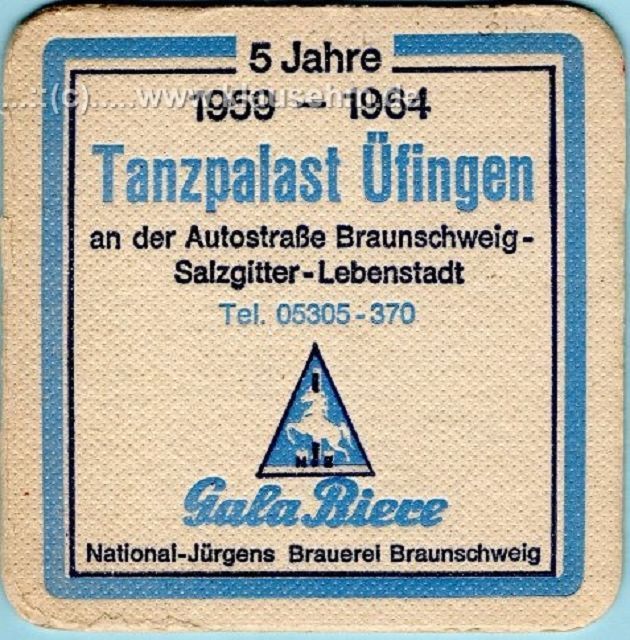 5 Jahre
1959 – 1964
Tanzpalast Üfingen
an der Autostraße Braunschweig-
Salzgitter-Lebenstadt
Tel. 05305-370
Gala Biere
National-Jürgens Brauerei Braunschweig